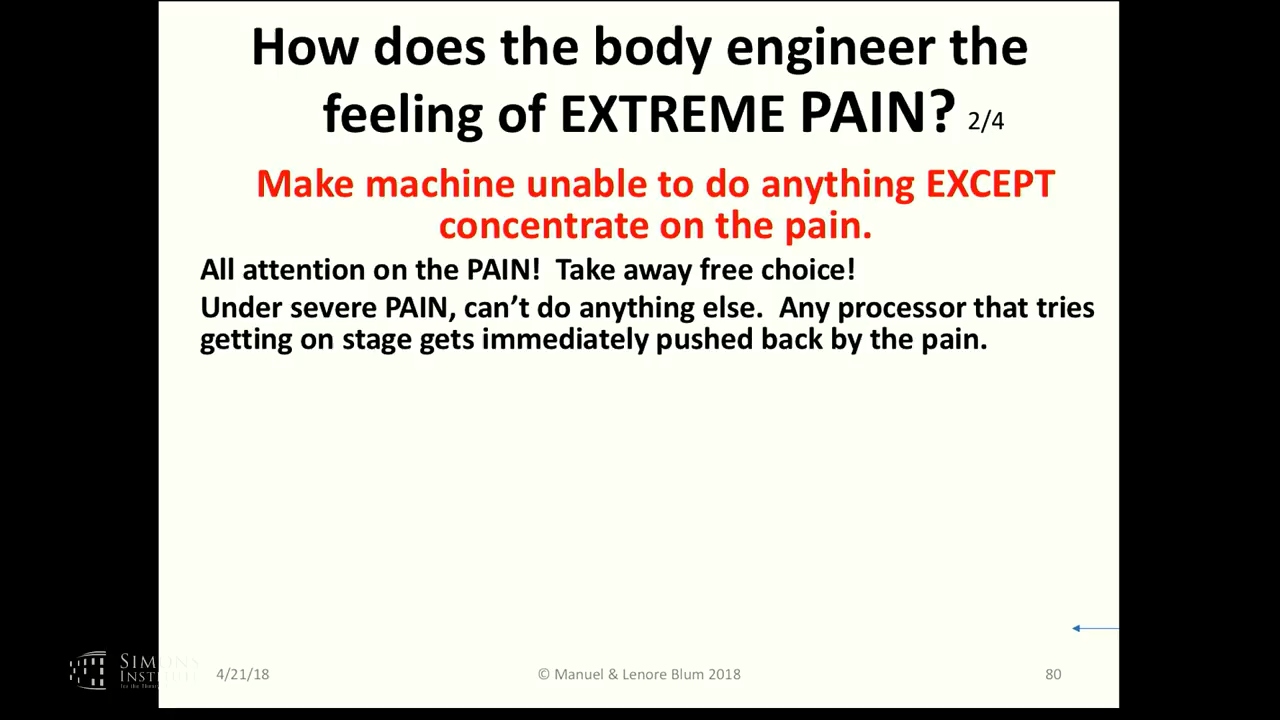 How does the body engineer the
feeling of EXTREME PAIN? 2/4
Make machine unable to do anything EXCEPT
concentrate on the pain.
All attention on the PAIN!  Take away free choice!
Under severe PAIN, can't do anything else.  Any processor that tries
getting on stage gets immediately pushed back by the pain.
SIMONS
INSTITUTE
4/21/18
© Manuel & Lenore Blum 2018
80